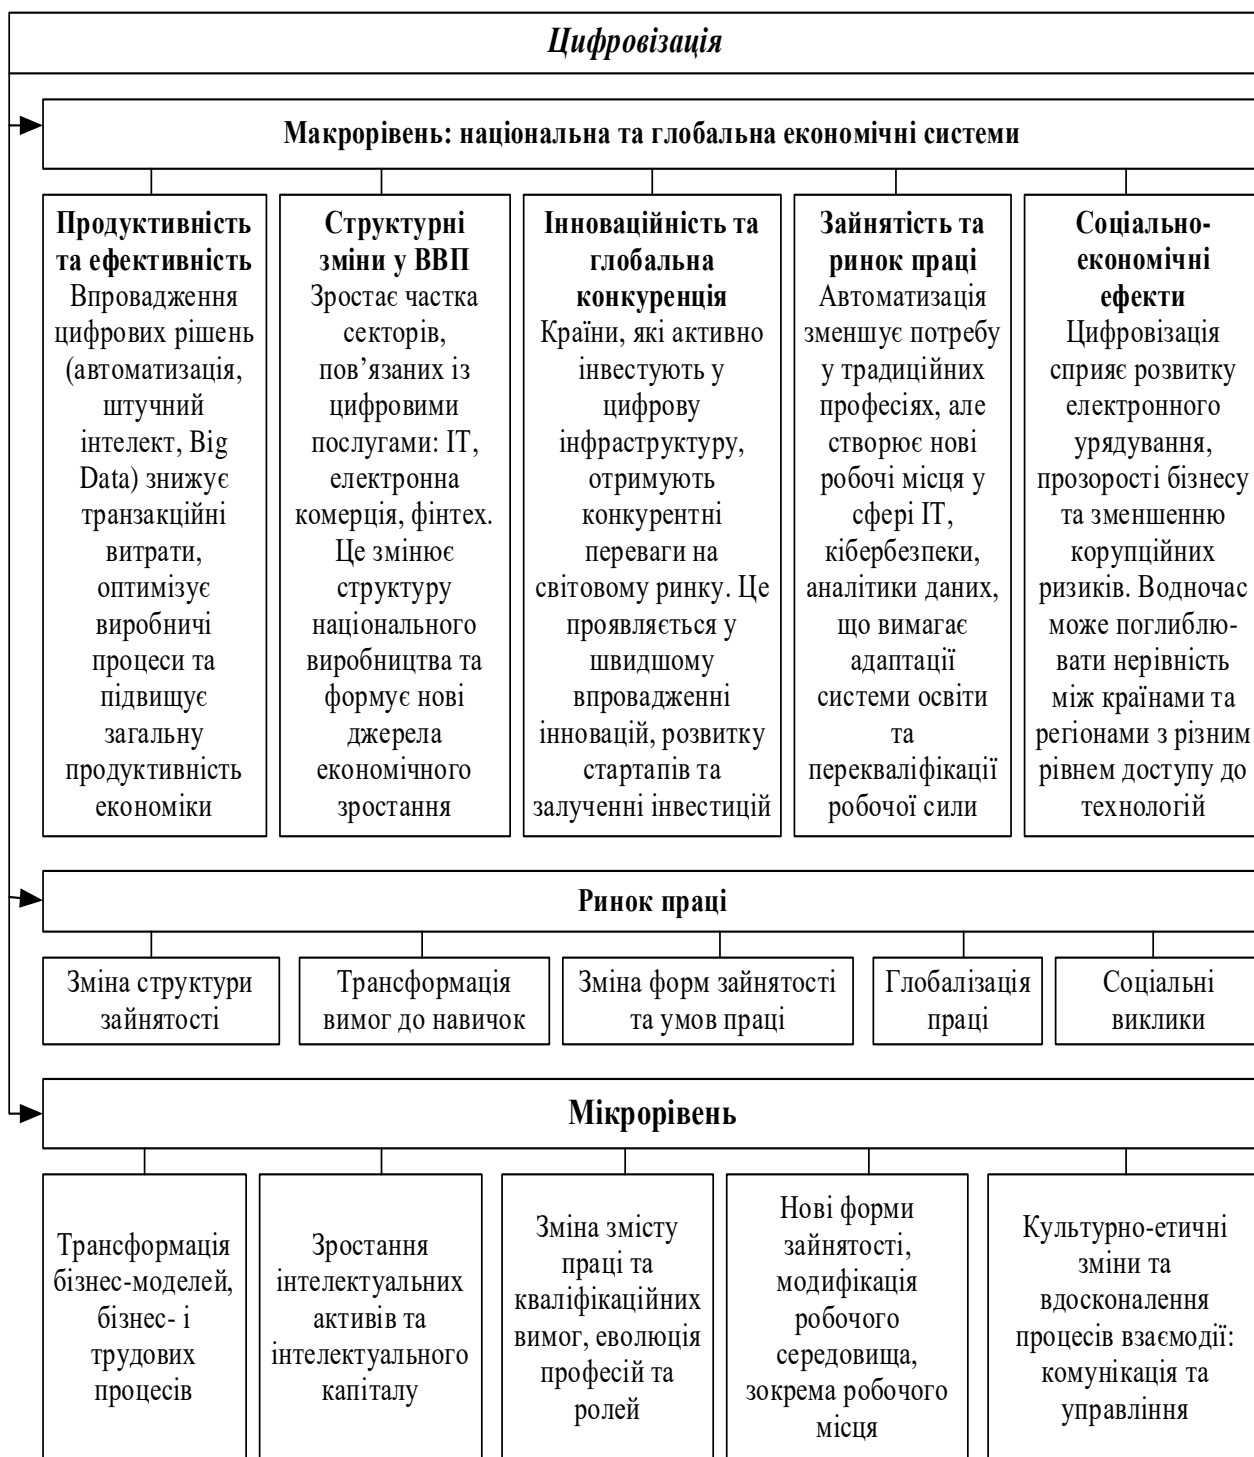 Цифровізація
Макрорівень: національна та глобальна економічні системи
Продуктивність
та ефективність
Впровадження
цифрових рішень
(автоматизація,
штучний
інтелект, Big
Data) знижує
транзакційні
витрати,
оптимізує
виробничі
процеси та
підвищує
загальну
продуктивність
економіки
Структурні
зміни у ВВП
Зростає частка
секторів,
пов’язаних із
цифровими
послугами: ІТ,
електронна
комерція, фінтех.
Це змінює
структуру
національного
виробництва та
формує нові
джерела
економічного
зростання
Інноваційність та
глобальна
конкуренція
Країни, які активно
інвестують у
цифрову
інфраструктуру,
отримують
конкурентні
переваги на
світовому ринку. Це
проявляється у
швидшому
впровадженні
інновацій, розвитку
стартапів та
залученні інвестицій
Зайнятість та
ринок праці
Автоматизація
зменшує потребу
у традиційних
професіях, але
створює нові
робочі місця у
сфері ІТ,
кібербезпеки,
аналітики даних,
що вимагає
адаптації
системи освіти
та
перекваліфікації
робочої сили
Соціально-
економічні
ефекти
Цифровізація
сприяє розвитку
електронного
урядування,
прозорості бізнесу
та зменшенню
корупційних
ризиків. Водночас
може поглиблю-
вати нерівність
між країнами та
регіонами з різним
рівнем доступу до
технологій
Ринок праці
Зміна структури
зайнятості
Трансформація
вимог до навичок
Зміна форм зайнятості
та умов праці
Глобалізація
праці
Соціальні
виклики
Мікрорівень
Трансформація
бізнес-моделей,
бізнес- і
трудових
процесів
Зростання
інтелектуальних
активів та
інтелектуального
капіталу
Зміна змісту
праці та
кваліфікаційних
вимог, еволюція
професій та
ролей
Нові форми
зайнятості,
модифікація
робочого
середовища,
зокрема робочого
місця
Культурно-етичні
зміни та
вдосконалення
процесів взаємодії:
комунікація та
управління